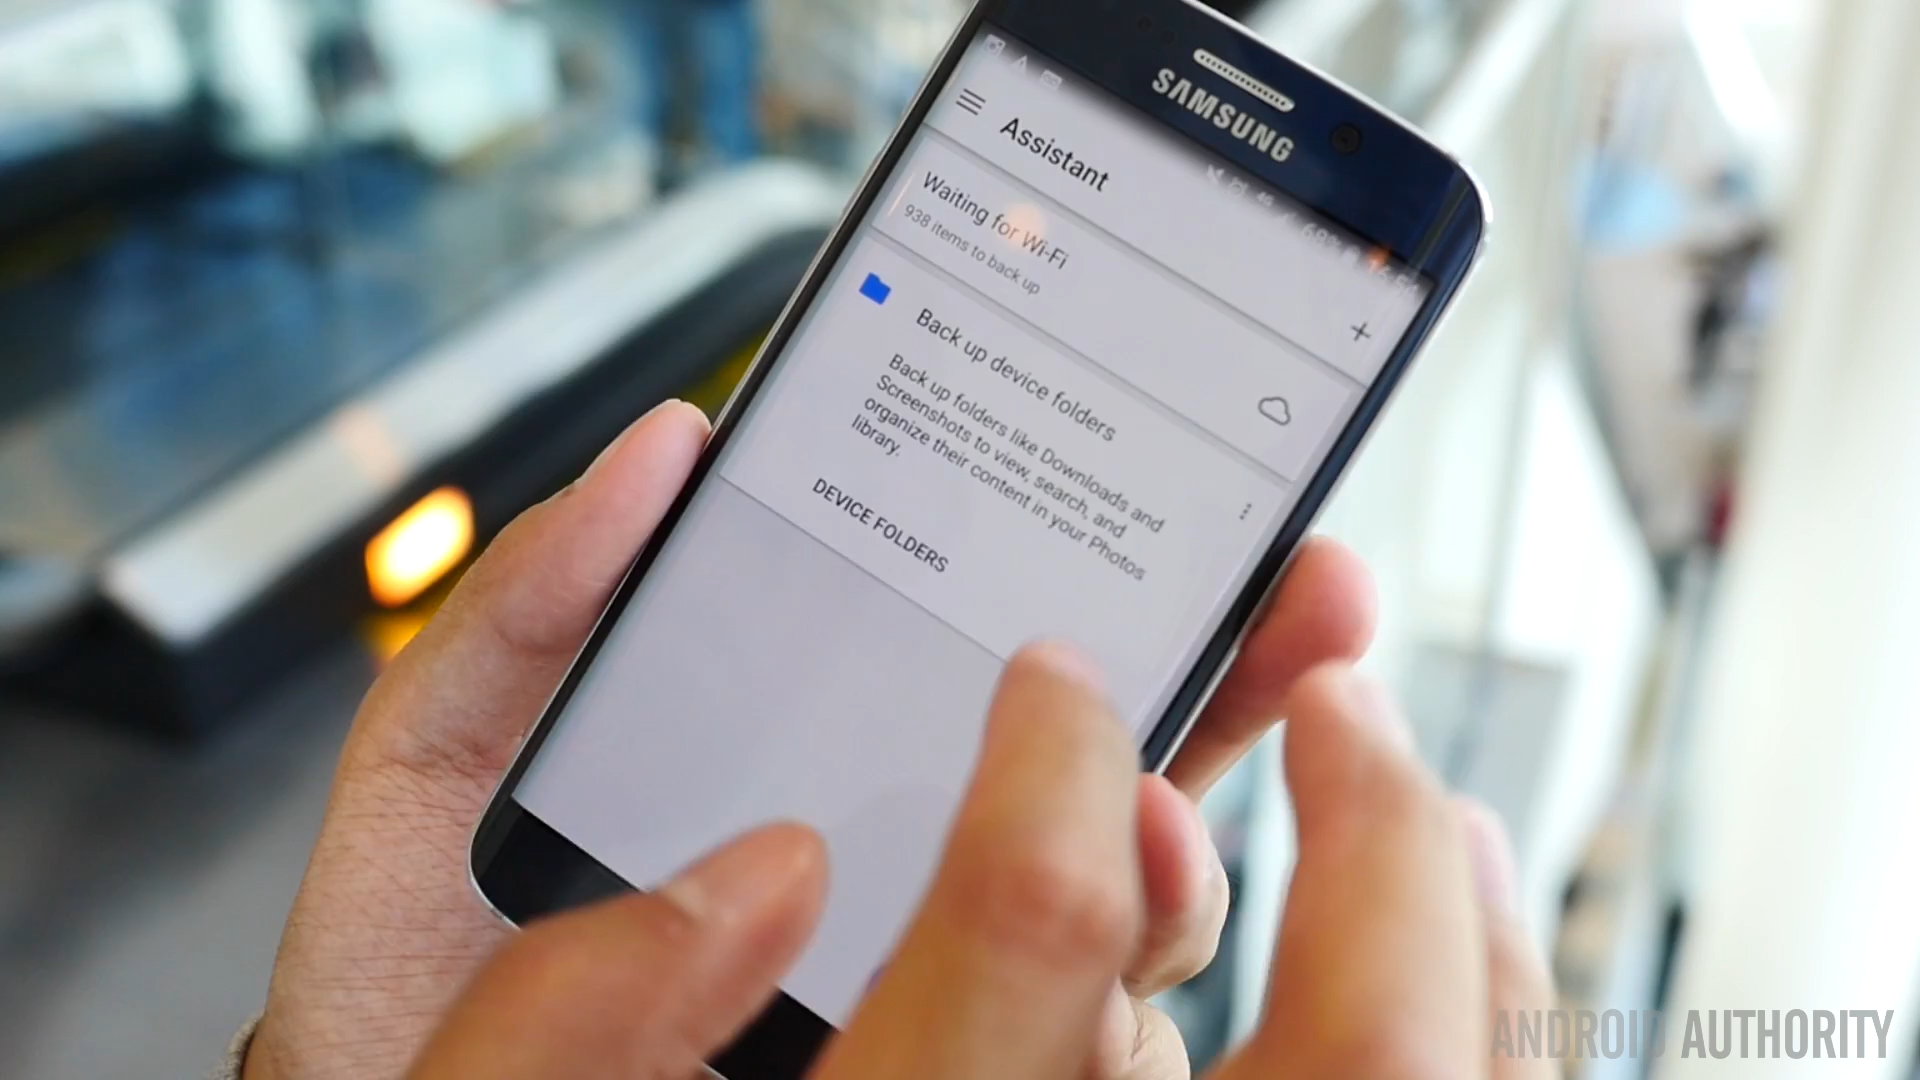 SAMSUNG
Assistant
Waiting for Wi-Fi
938 items to back up
Back up device folders
Back up folders like Downloads and
Screenshots to view, search, and
organize their content in your Photos
library.
DEVICE FOLDERS
ANDROID AUTHORITY